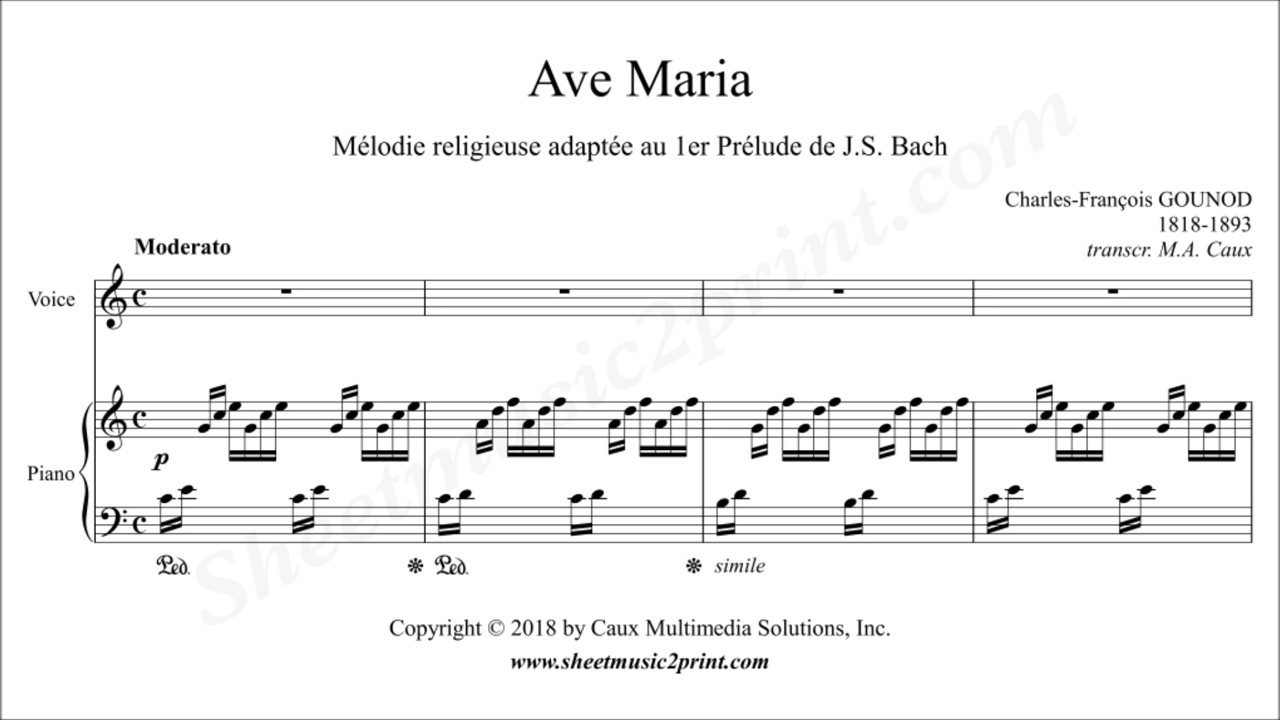 Ave Maria
Mélodie religieuse adaptée au 1er Prélude de J.S. Bach
Charles-François GOUNOD
1818-1893
transcr. M.A. Caux
Moderato
Voice
Piano
p
Ped. Ped. simile
Sheetmusic2print.com
Copyright © 2018 by Caux Multimedia Solutions, Inc.
www.sheetmusic2print.com